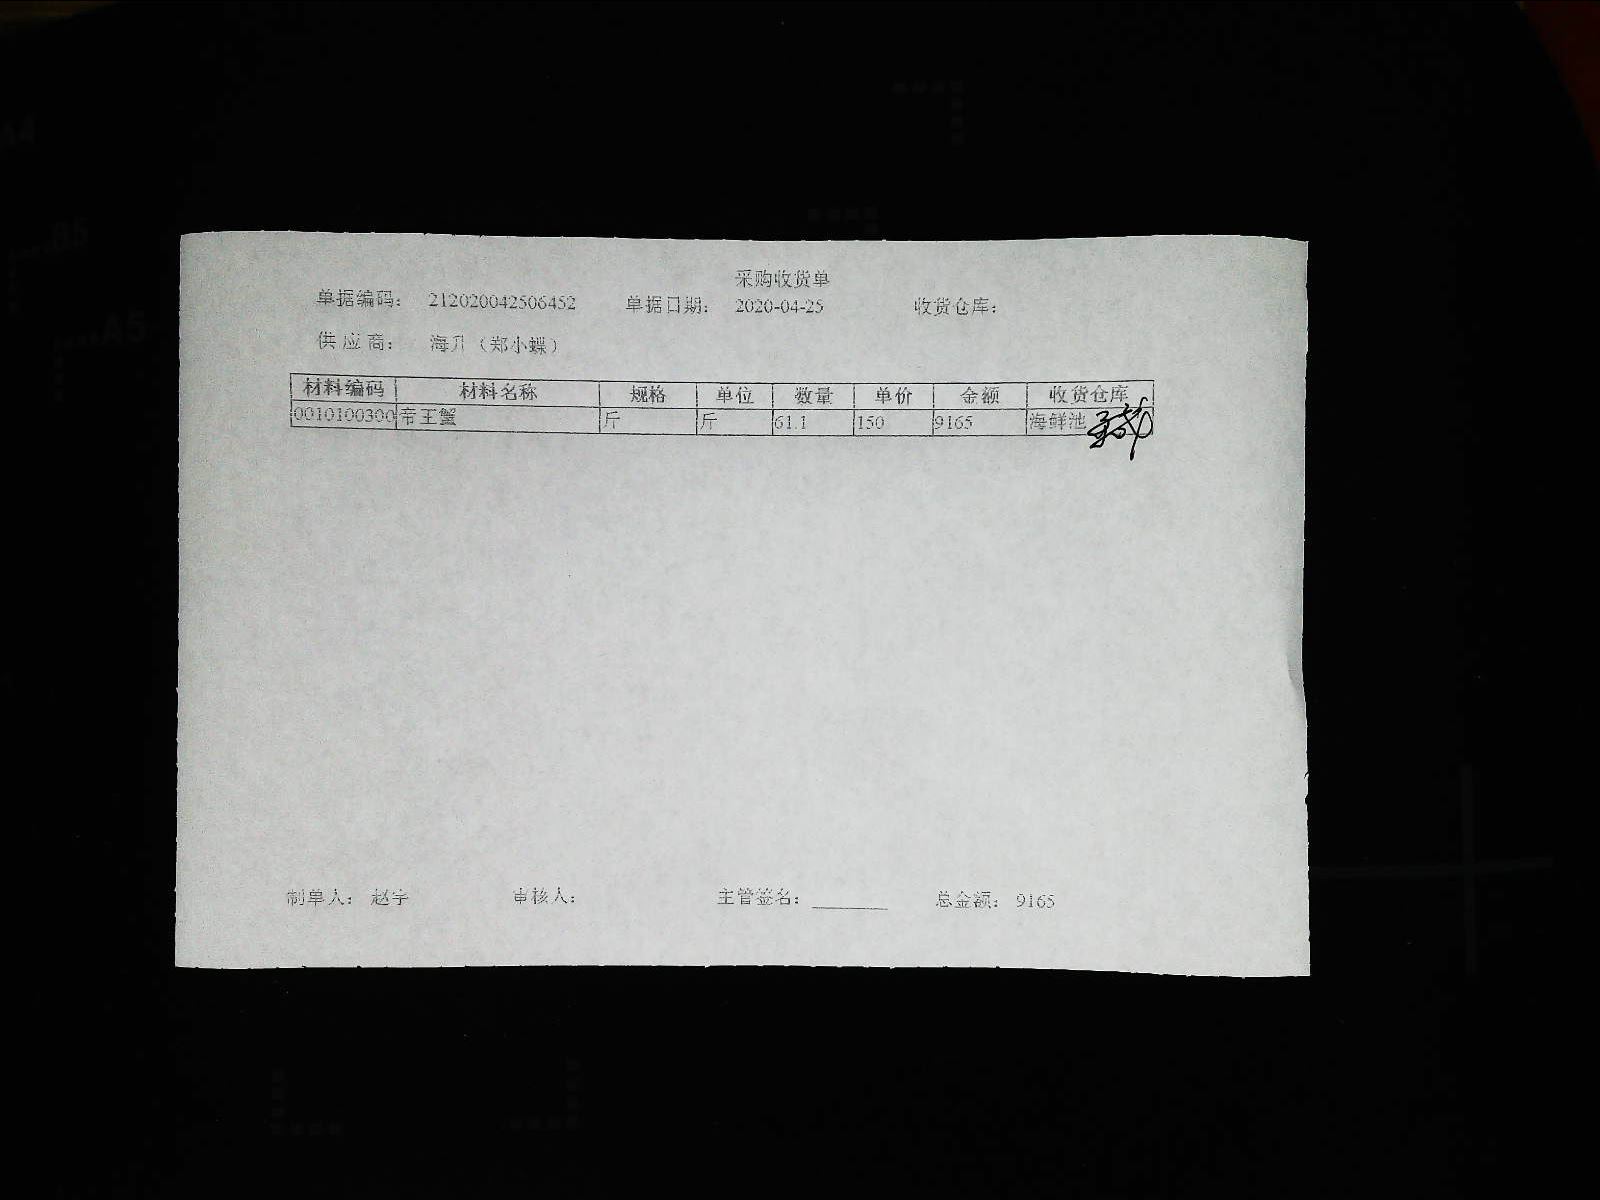 采购收货单
单据编码： 212020042506452 单据日期： 2020-04-25 收货仓库：
供应商： 海升（郑小蝶）
材料编码 材料名称 规格 单位 数量 单价 金额 收货仓库
0010100300 帝王蟹 斤 斤 61.1 150 9165 海鲜池
制单人： 赵宇 审核人： 主管签名： 总金额： 9165